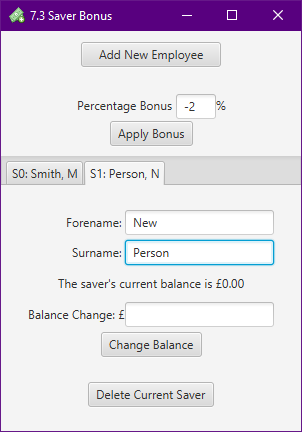 7.3 Saver Bonus
Add New Employee
Percentage Bonus -2 %
Apply Bonus
S0: Smith, M S1: Person, N
Forename: New
Surname: Person
The saver's current balance is £0.00
Balance Change: £
Change Balance
Delete Current Saver